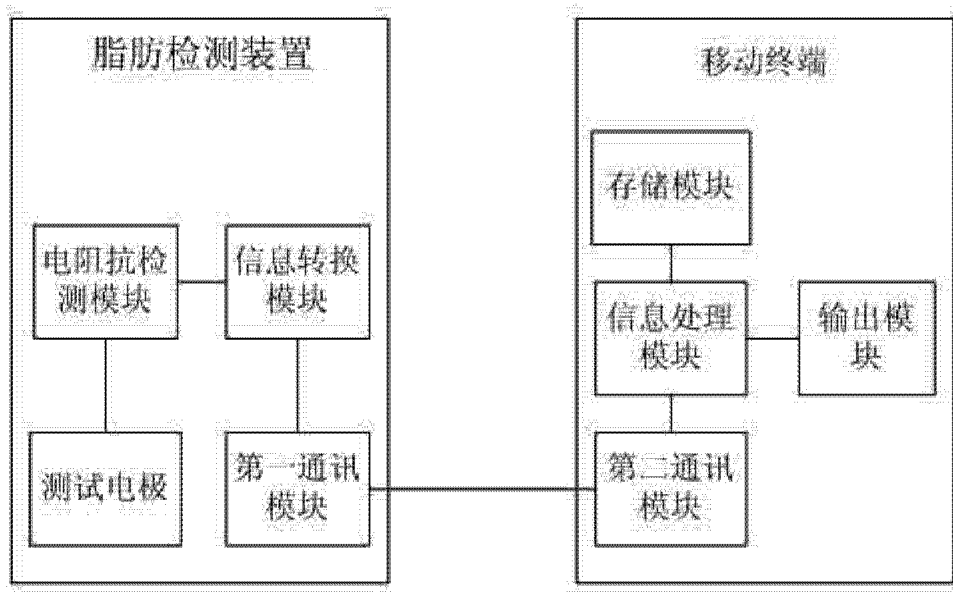 脂肪检测装置
电阻抗检
测模块
信息转换
模块
测试电极
第一通讯
模块
移动终端
存储模块
信息处理
模块
输出模
块
第二通讯
模块